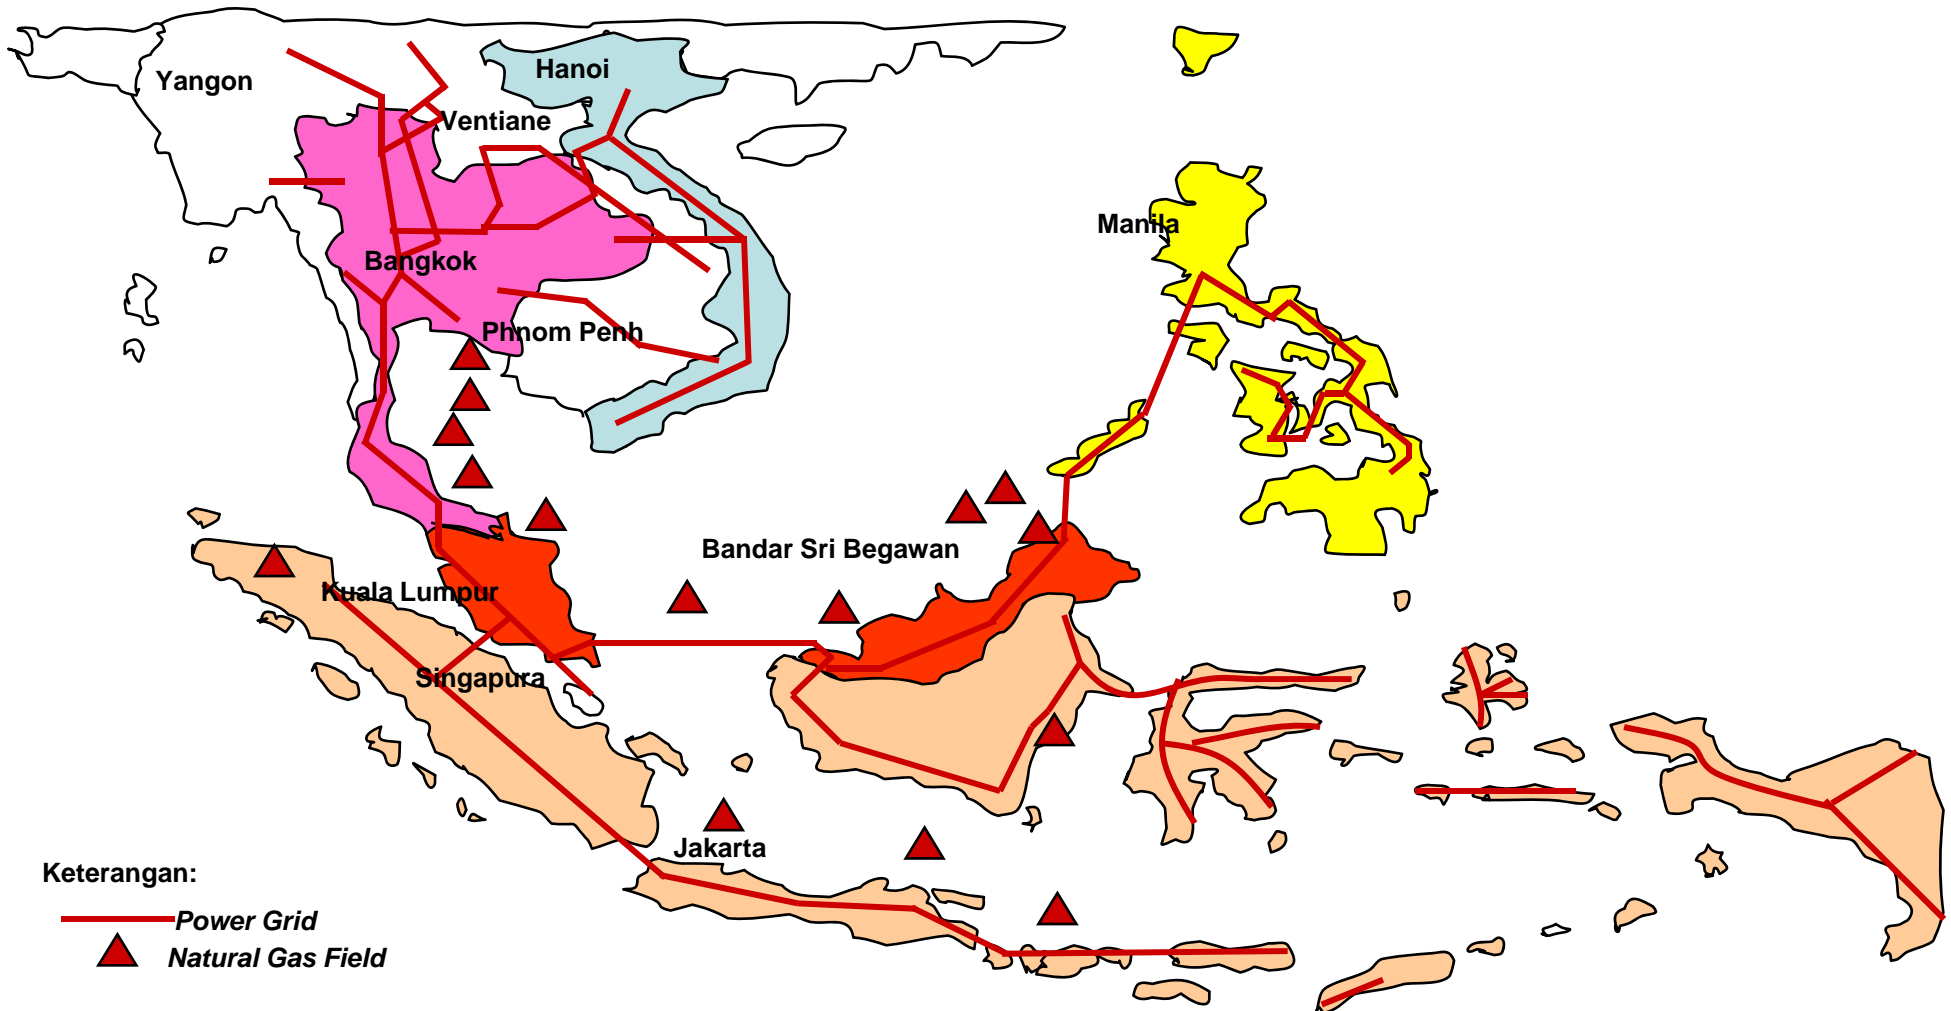 Hanoi
Yangon
Ventiane
Manila
Bangkok
Phnom Penh
Bandar Sri Begawan
Kuala Lumpur
Singapura
Jakarta
Keterangan:
Power Grid
Natural Gas Field